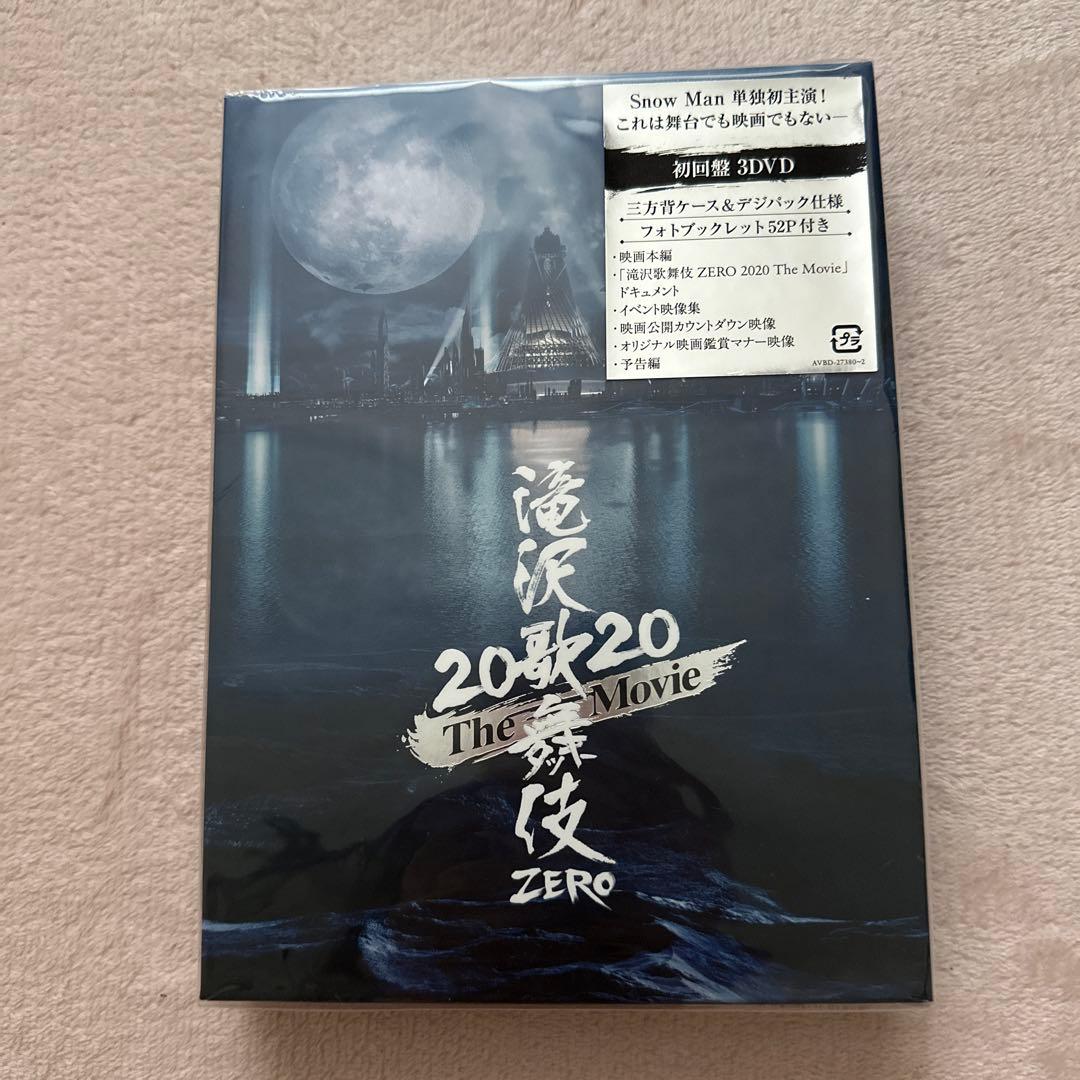 Snow Man 単独初主演!
これは舞台でも映画でもない―
初回盤 3DVD
三方背ケース&デジパック仕様
フォトブックレット52P付き
・映画本編
・「滝沢歌舞伎 ZERO 2020 The Movie」
ドキュメント
・イベント映像集
・映画公開カウントダウン映像
・オリジナル映画鑑賞マナー映像
・予告編
プラ
AVBD-27380~2
滝沢歌舞伎
2020
The Movie
ZERO